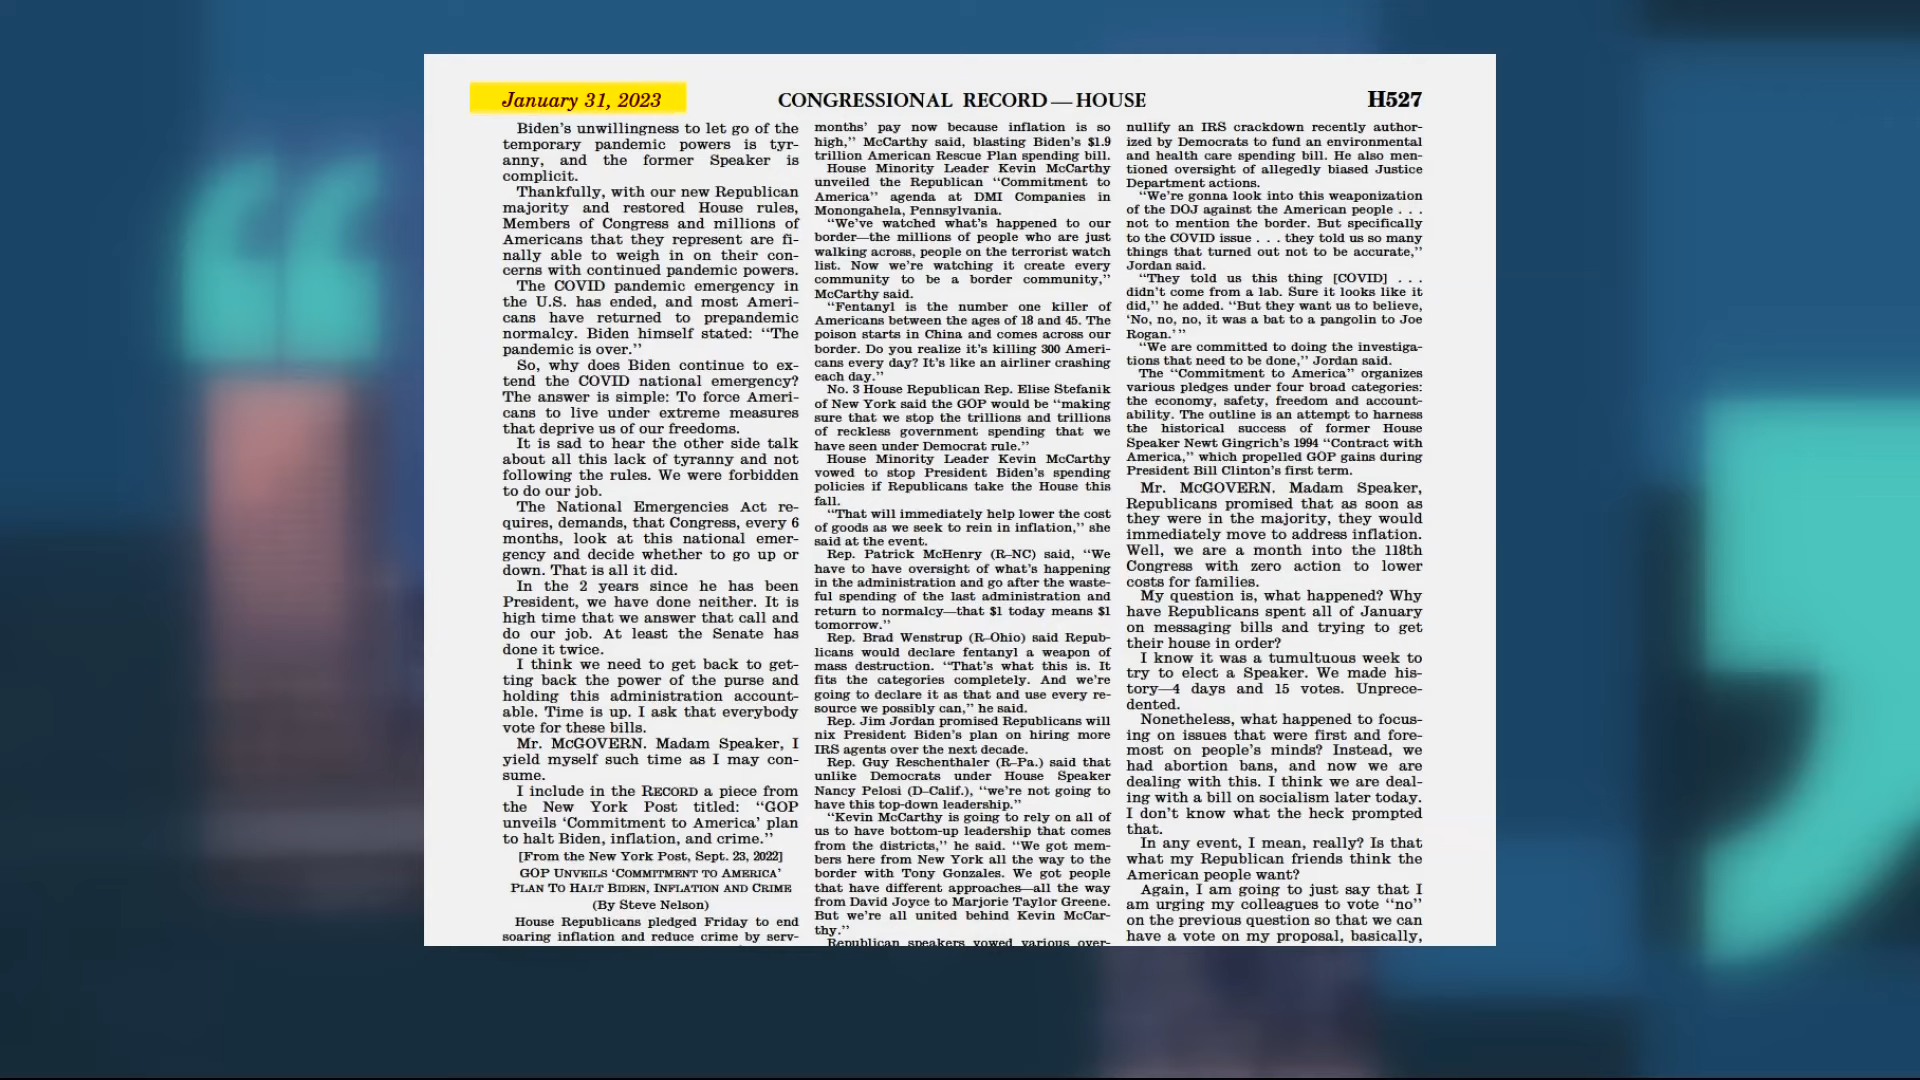 January 31, 2023
CONGRESSIONAL RECORD — HOUSE
H527
Biden's unwillingness to let go of the
temporary pandemic powers is tyr-
anny, and the former Speaker is
complicit.
Thankfully, with our new Republican
majority and restored House rules,
Members of Congress and millions of
Americans that they represent are fi-
nally able to weigh in on their con-
cerns with continued pandemic powers.
The COVID pandemic emergency in
the U.S. has ended, and most Ameri-
cans have returned to prepandemic
normalcy. Biden himself stated: ‘‘The
pandemic is over.’’
So, why does Biden continue to ex-
tend the COVID national emergency?
The answer is simple: To force Ameri-
cans to live under extreme measures
that deprive us of our freedoms.
It is sad to hear the other side talk
about all this lack of tyranny and not
following the rules. We were forbidden
to do our job.
The National Emergencies Act re-
quires, demands, that Congress, every 6
months, look at this national emer-
gency and decide whether to go up or
down. That is all it did.
In the 2 years since he has been
President, we have done neither. It is
high time that we answer that call and
do our job. At least the Senate has
done it twice.
I think we need to get back to get-
ting back the power of the purse and
holding this administration account-
able. Time is up. I ask that everybody
vote for these bills.
Mr. MCGOVERN. Madam Speaker, I
yield myself such time as I may con-
sume.
I include in the RECORD a piece from
the New York Post titled: ‘‘GOP
unveils ‘Commitment to America’ plan
to halt Biden, inflation, and crime.’’
[From the New York Post, Sept. 23, 2022]
GOP UNVEILS ‘COMMITMENT TO AMERICA’
PLAN TO HALT BIDEN, INFLATION AND CRIME
(By Steve Nelson)
House Republicans pledged Friday to end
soaring inflation and reduce crime by serv-
months’ pay now because inflation is so
high,’’ McCarthy said, blasting Biden’s $1.9
trillion American Rescue Plan spending bill.
House Minority Leader Kevin McCarthy
unveiled the Republican ‘‘Commitment to
America’’ agenda at DMI Companies in
Monongahela, Pennsylvania.
‘‘We’ve watched what’s happened to our
border—the millions of people who are just
walking across, people on the terrorist watch
list. Now we’re watching it create every
community to be a border community,’’
McCarthy said.
‘‘Fentanyl is the number one killer of
Americans between the ages of 18 and 45. The
poison starts in China and comes across our
border. Do you realize it’s killing 300 Ameri-
cans every day? It’s like an airliner crashing
each day.’’
No. 3 House Republican Rep. Elise Stefanik
of New York said the GOP would be ‘‘making
sure that we stop the trillions and trillions
of reckless government spending that we
have seen under Democrat rule.’’
House Minority Leader Kevin McCarthy
vowed to stop President Biden’s spending
policies if Republicans take the House this
fall.
‘‘That will immediately help lower the cost
of goods as we seek to rein in inflation,’’ she
said at the event.
Rep. Patrick McHenry (R–NC) said, ‘‘We
have to have oversight of what’s happening
in the administration and go after the waste-
ful spending of the last administration and
return to normalcy—that $1 today means $1
tomorrow.’’
Rep. Brad Wenstrup (R–Ohio) said Repub-
licans would declare fentanyl a weapon of
mass destruction. ‘‘That’s what this is. It
fits the categories completely. And we’re
going to declare it as that and use every re-
source we possibly can,’’ he said.
Rep. Jim Jordan promised Republicans will
nix President Biden’s plan on hiring more
IRS agents over the next decade.
Rep. Guy Reschenthaler (R–Pa.) said that
unlike Democrats under House Speaker
Nancy Pelosi (D–Calif.), ‘‘we’re not going to
have this top-down leadership.’’
‘‘Kevin McCarthy is going to rely on all of
us to have bottom-up leadership that comes
from the districts,’’ he said. ‘‘We got mem-
bers here from New York all the way to the
border with Tony Gonzales. We got people
that have different approaches—all the way
from David Joyce to Marjorie Taylor Greene.
But we’re all united behind Kevin McCar-
thy.’’
Republican speakers vowed various over-
nullify an IRS crackdown recently author-
ized by Democrats to fund an environmental
and health care spending bill. He also men-
tioned oversight of allegedly biased Justice
Department actions.
‘‘We’re gonna look into this weaponization
of the DOJ against the American people . . .
not to mention the border. But specifically
to the COVID issue . . . they told us so many
things that turned out not to be accurate,’’
Jordan said.
‘‘They told us this thing [COVID] . . .
didn’t come from a lab. Sure it looks like it
did,’’ he added. ‘‘But they want us to believe,
‘No, no, no, it was a bat to a pangolin to Joe
Rogan.’ ’’
‘‘We are committed to doing the investiga-
tions that need to be done,’’ Jordan said.
The ‘‘Commitment to America’’ organizes
various pledges under four broad categories:
the economy, safety, freedom and account-
ability. The outline is an attempt to harness
the historical success of former House
Speaker Newt Gingrich’s 1994 ‘‘Contract with
America,’’ which propelled GOP gains during
President Bill Clinton’s first term.
Mr. MCGOVERN. Madam Speaker,
Republicans promised that as soon as
they were in the majority, they would
immediately move to address inflation.
Well, we are a month into the 118th
Congress with zero action to lower
costs for families.
My question is, what happened? Why
have Republicans spent all of January
on messaging bills and trying to get
their house in order?
I know it was a tumultuous week to
try to elect a Speaker. We made his-
tory—4 days and 15 votes. Unprece-
dented.
Nonetheless, what happened to focus-
ing on issues that were first and fore-
most on people’s minds? Instead, we
had abortion bans, and now we are
dealing with this. I think we are deal-
ing with a bill on socialism later today.
I don’t know what the heck prompted
that.
In any event, I mean, really? Is that
what my Republican friends think the
American people want?
Again, I am going to just say that I
am urging my colleagues to vote ‘‘no’’
on the previous question so that we can
have a vote on my proposal, basically,